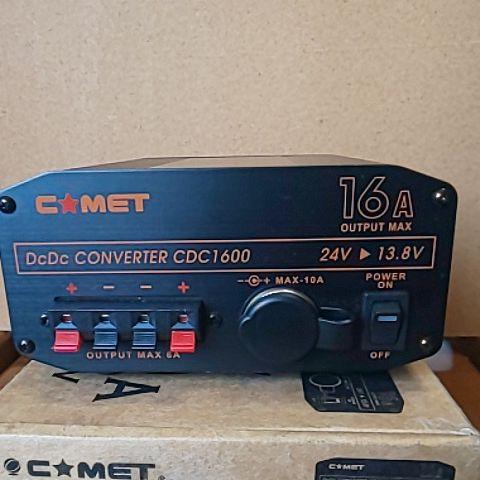 C★MET
16A
OUTPUT MAX
DcDc CONVERTER CDC1600
24V ▶ 13.8V
+ − − +
MAX-10A
POWER
ON
OUTPUT MAX 6A
OFF
C★MET
C★MET